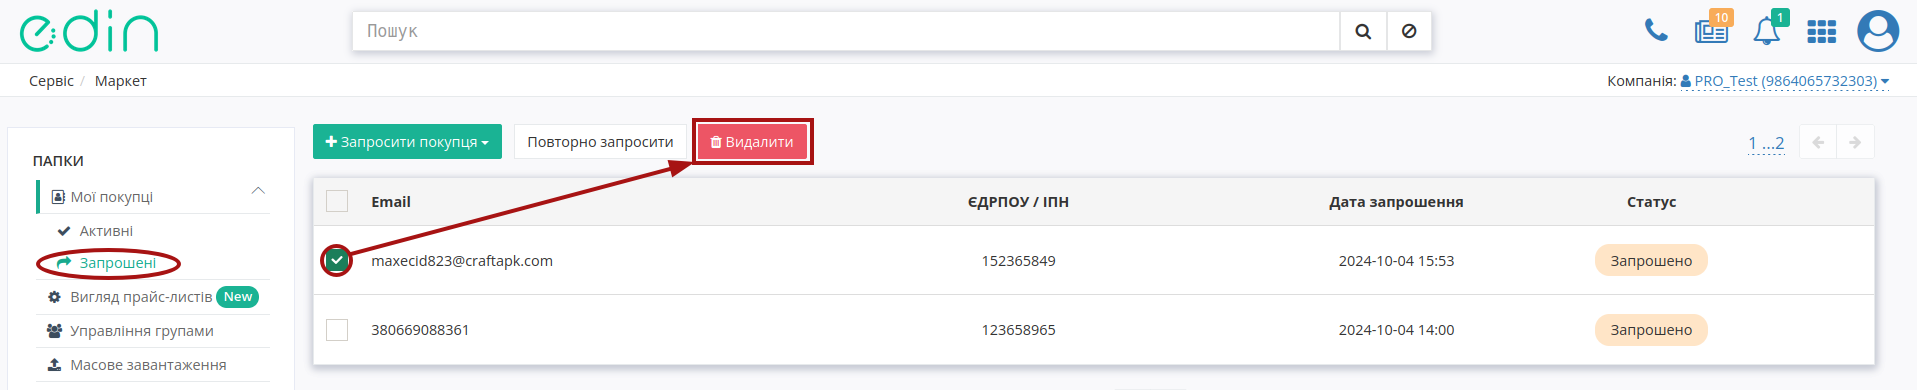 edin
Пошук
10
1
Сервіс / Маркет
Компанія: PRO_Test (9864065732303)
ПАПКИ
Мої покупці
Активні
Запрошені
Вигляд прайс-листів New
Управління групами
Масове завантаження
Запросити покупця
Повторно запросити
Видалити
1 ...2
Email ЄДРПОУ / ІПН Дата запрошення Статус
maxecid823@craftapk.com 152365849 2024-10-04 15:53 Запрошено
380669088361 123658965 2024-10-04 14:00 Запрошено